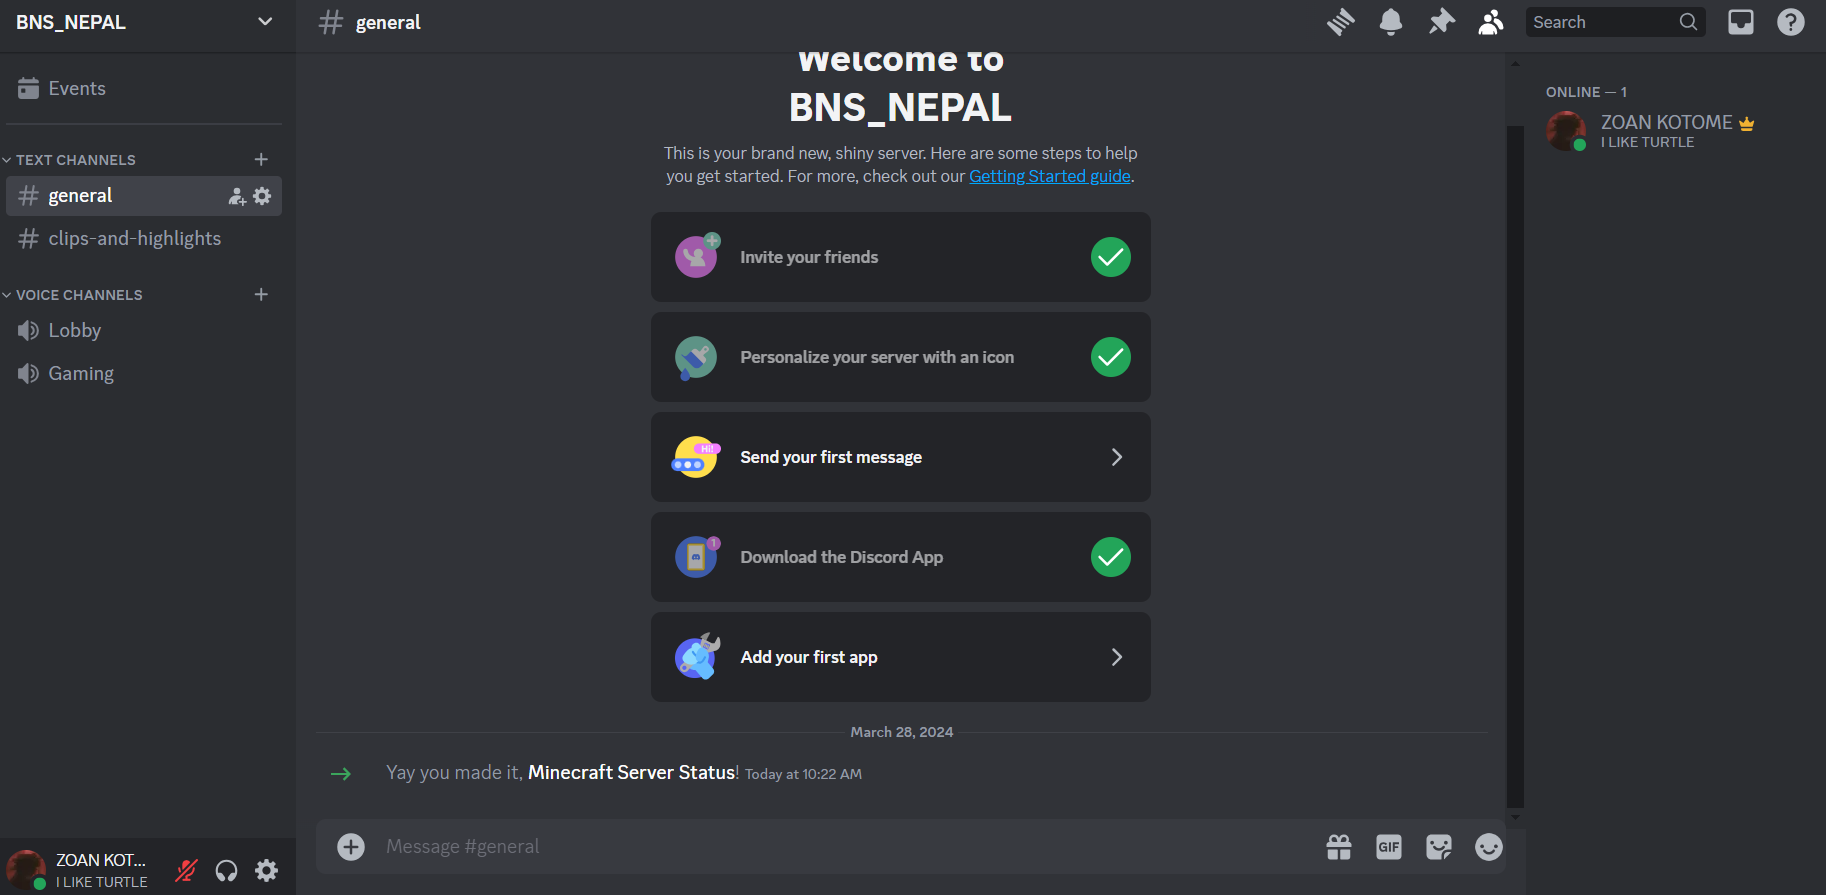 BNS_NEPAL
Events
TEXT CHANNELS
general
clips-and-highlights
VOICE CHANNELS
Lobby
Gaming
ZOAN KOT...
I LIKE TURTLE
general
Search
Welcome to
BNS_NEPAL
This is your brand new, shiny server. Here are some steps to help
you get started. For more, check out our Getting Started guide.
Invite your friends
Personalize your server with an icon
Hi!
Send your first message
1
Download the Discord App
Add your first app
March 28, 2024
Yay you made it, Minecraft Server Status! Today at 10:22 AM
Message #general
GIF
ONLINE — 1
ZOAN KOTOME
I LIKE TURTLE